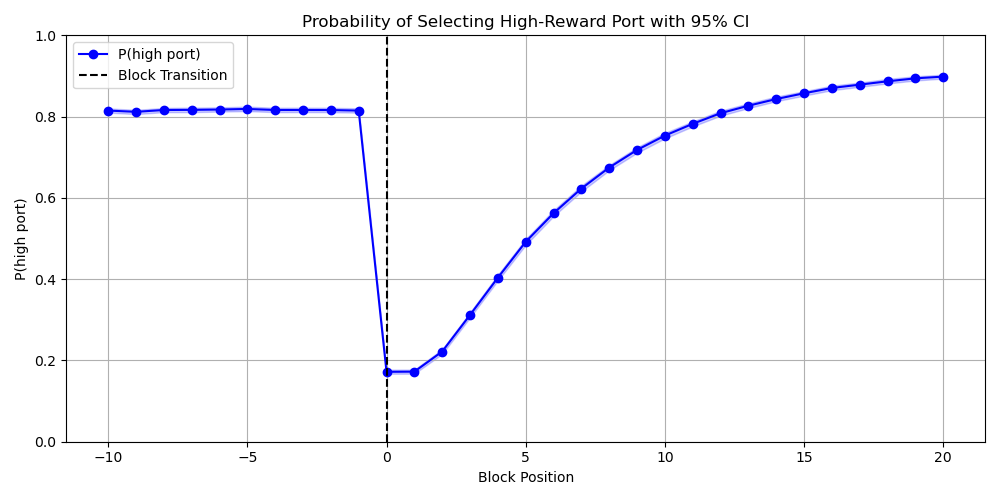 Probability of Selecting High-Reward Port with 95% CI
P(high port)
Block Transition
1.0
0.8
0.6
0.4
0.2
0.0
P(high port)
−10
−5
0
5
10
15
20
Block Position